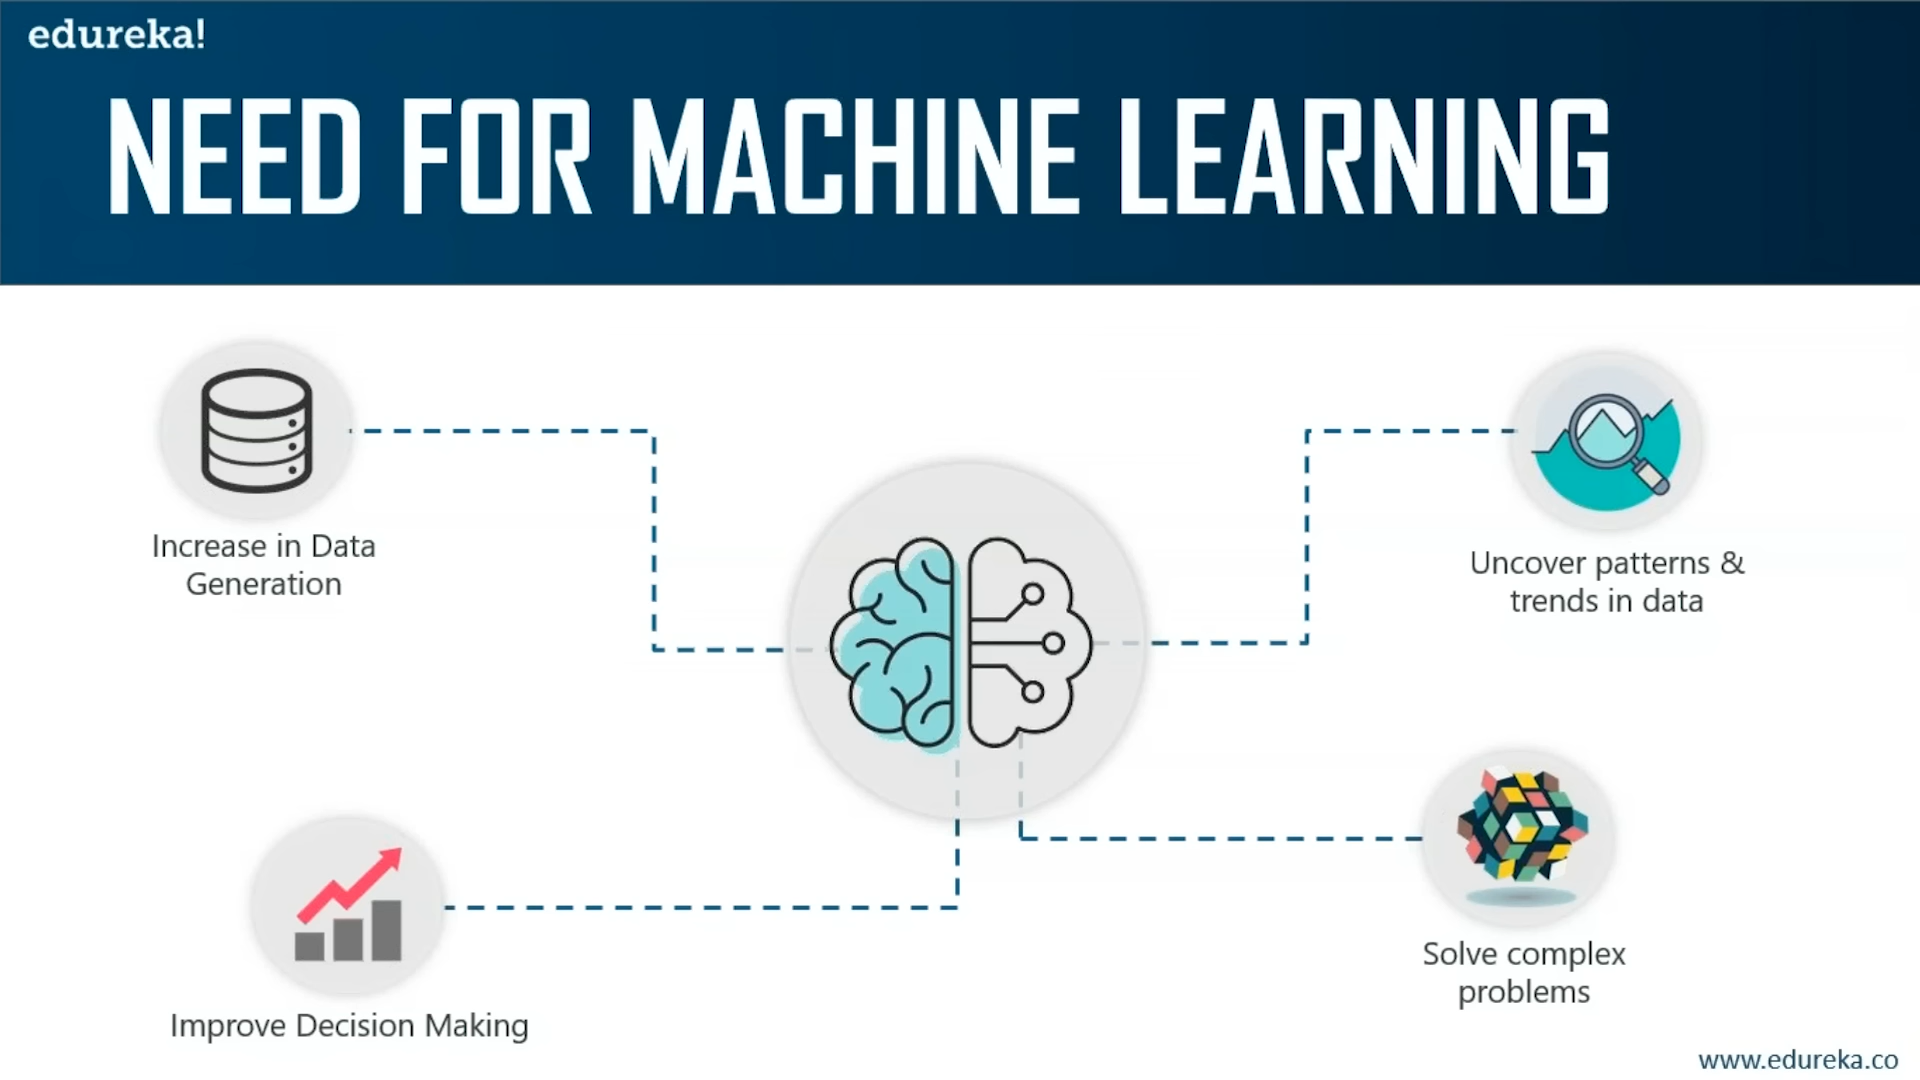 edureka!
NEED FOR MACHINE LEARNING
Increase in Data
Generation
Uncover patterns &
trends in data
Improve Decision Making
Solve complex
problems
www.edureka.co